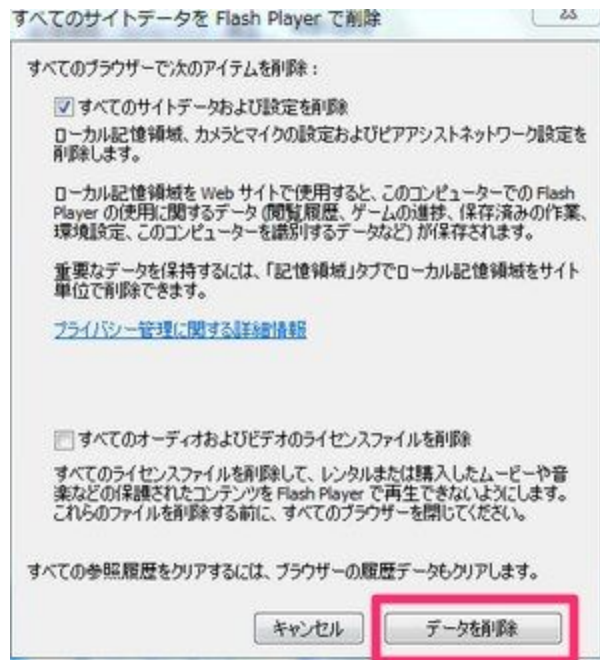 すべてのサイトデータを Flash Player で削除
すべてのブラウザーで次のアイテムを削除：
すべてのサイトデータおよび設定を削除
ローカル記憶領域、カメラとマイクの設定およびピアアシストネットワーク設定を
削除します。
ローカル記憶領域を Web サイトで使用すると、このコンピューターでの Flash
Player の使用に関するデータ (閲覧履歴、ゲームの進捗、保存済みの作業、
環境設定、このコンピューターを識別するデータなど) が保存されます。
重要なデータを保持するには、「記憶領域」タブでローカル記憶領域をサイト
単位で削除できます。
プライバシー管理に関する詳細情報
すべてのオーディオおよびビデオのライセンスファイルを削除
すべてのライセンスファイルを削除して、レンタルまたは購入したムービーや音
楽などの保護されたコンテンツを Flash Player で再生できないようにします。
これらのファイルを削除する前に、すべてのブラウザーを閉じてください。
すべての参照履歴をクリアするには、ブラウザーの履歴データもクリアします。
キャンセル
データを削除